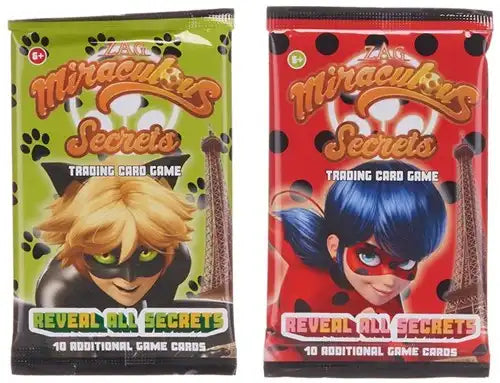 6+
ZAG
Miraculous
Secrets
TRADING CARD GAME
REVEAL ALL SECRETS
10 ADDITIONAL GAME CARDS
6+
ZAG
Miraculous
Secrets
TRADING CARD GAME
REVEAL ALL SECRETS
10 ADDITIONAL GAME CARDS